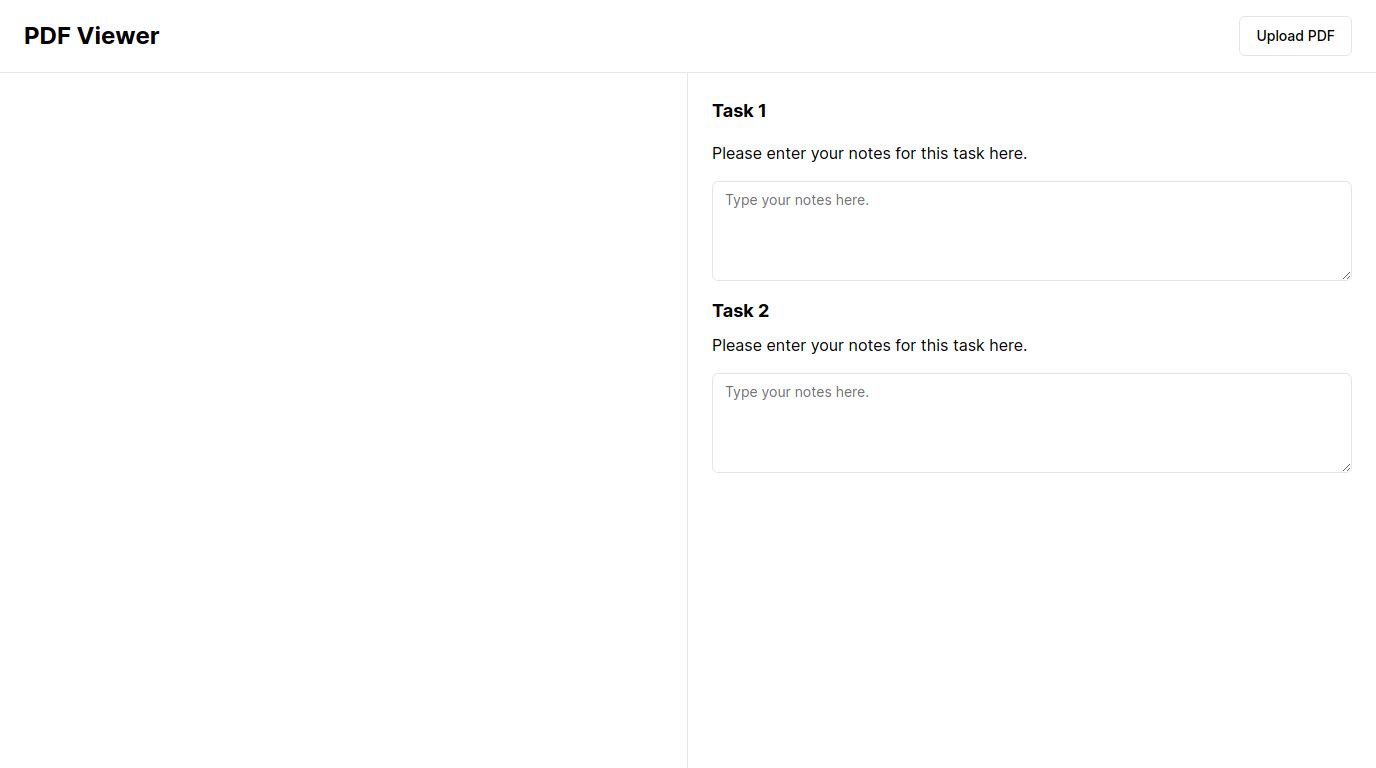 PDF Viewer
Upload PDF
Task 1
Please enter your notes for this task here.
Type your notes here.
Task 2
Please enter your notes for this task here.
Type your notes here.